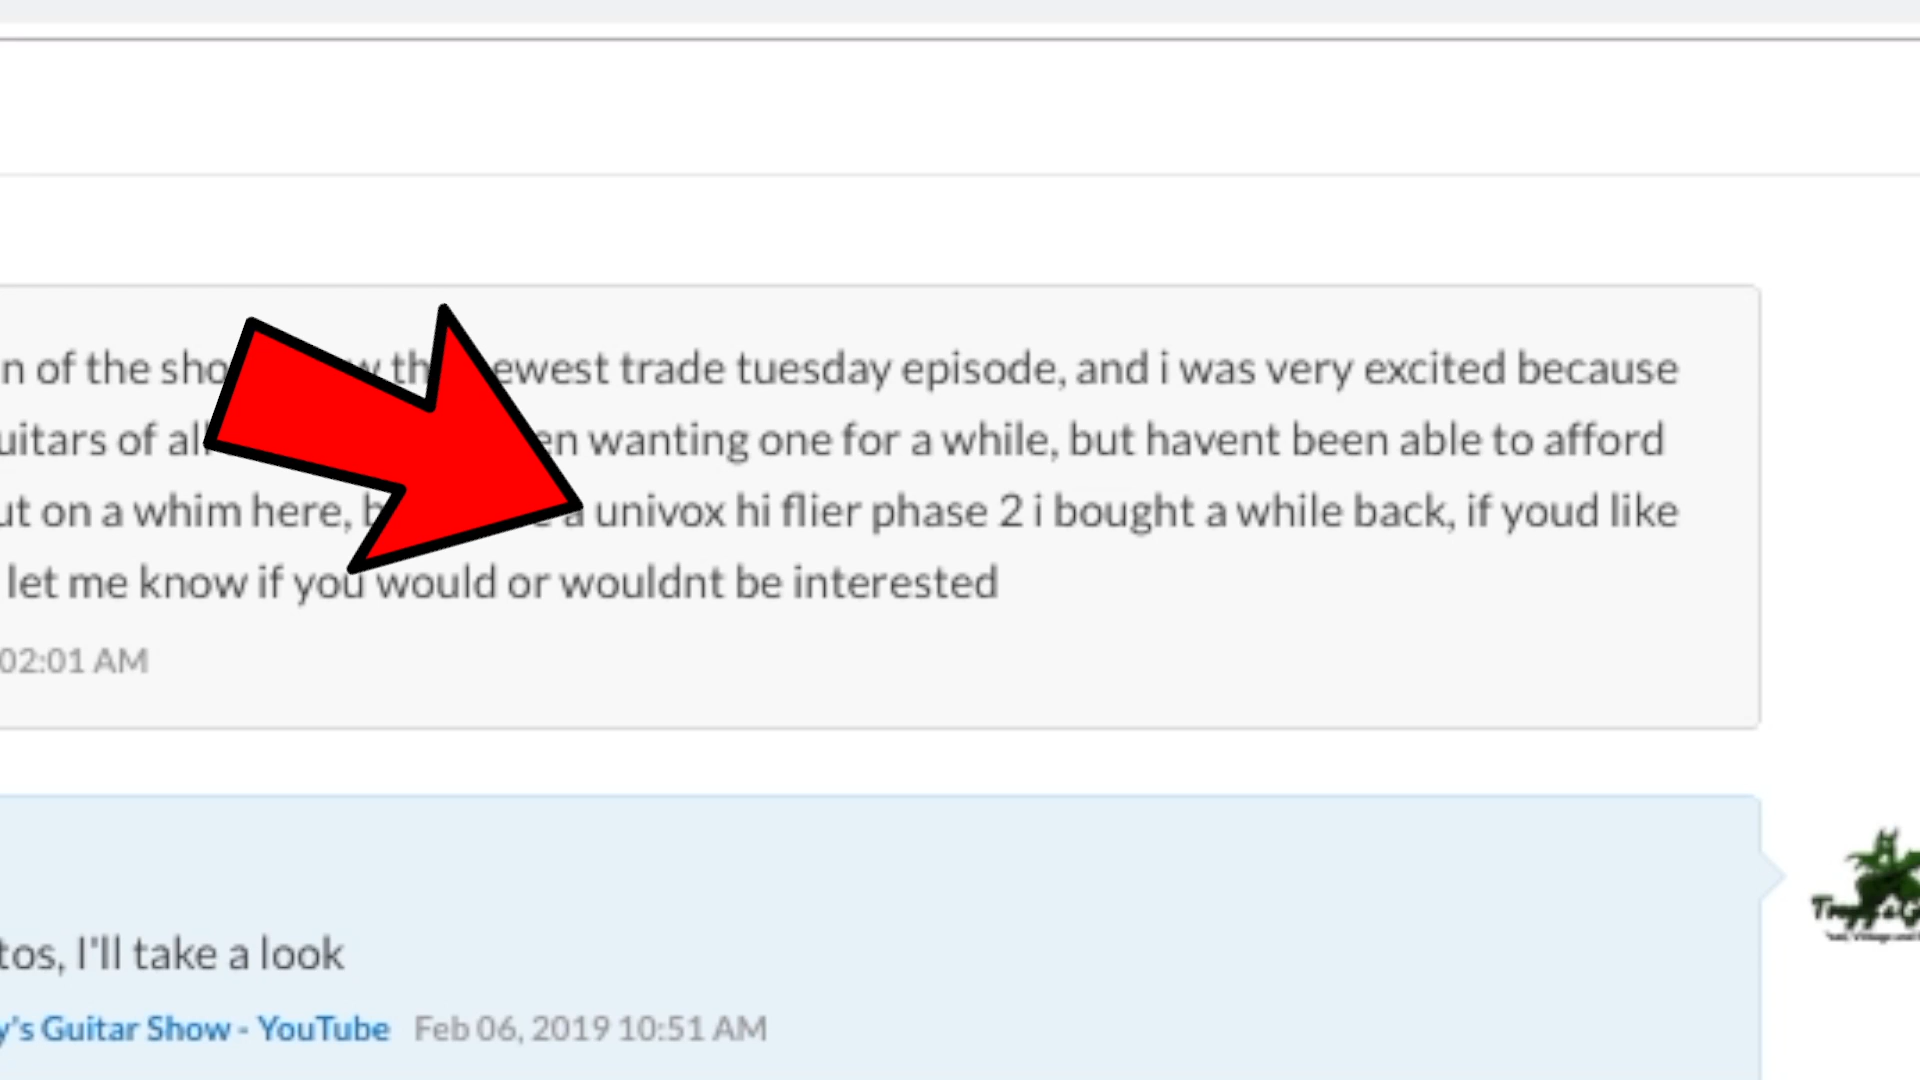 n of the sho ewest trade tuesday episode, and i was very excited because
uitars of all en wanting one for a while, but havent been able to afford
ut on a whim here, b a univox hi flier phase 2 i bought a while back, if youd like
let me know if you would or wouldnt be interested
02:01 AM
tos, I'll take a look
y's Guitar Show - YouTube Feb 06, 2019 10:51 AM